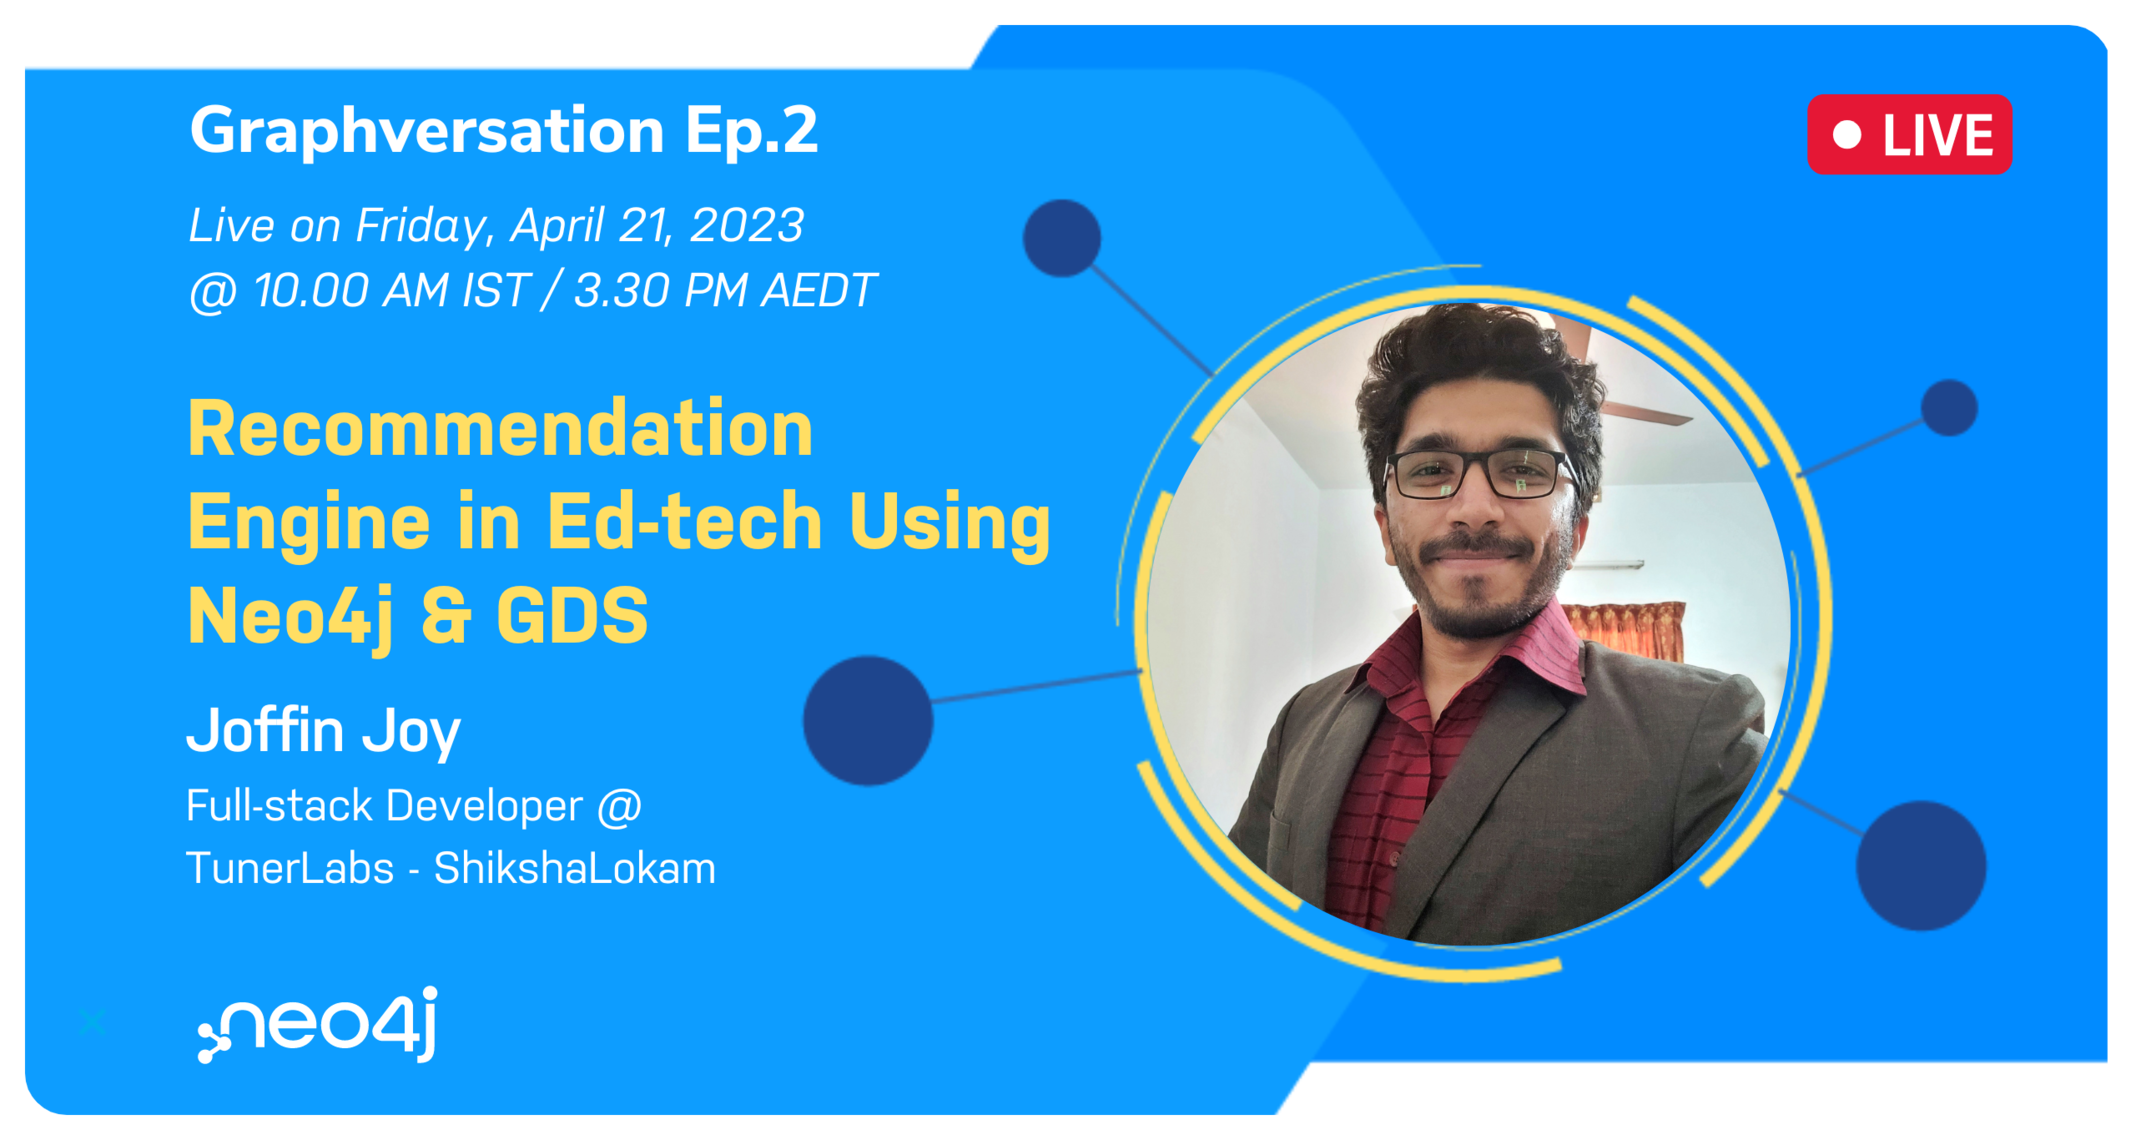 Graphversation Ep.2
LIVE
Live on Friday, April 21, 2023
@ 10.00 AM IST / 3.30 PM AEDT
Recommendation
Engine in Ed-tech Using
Neo4j & GDS
Joffin Joy
Full-stack Developer @
TunerLabs - ShikshaLokam
neo4j